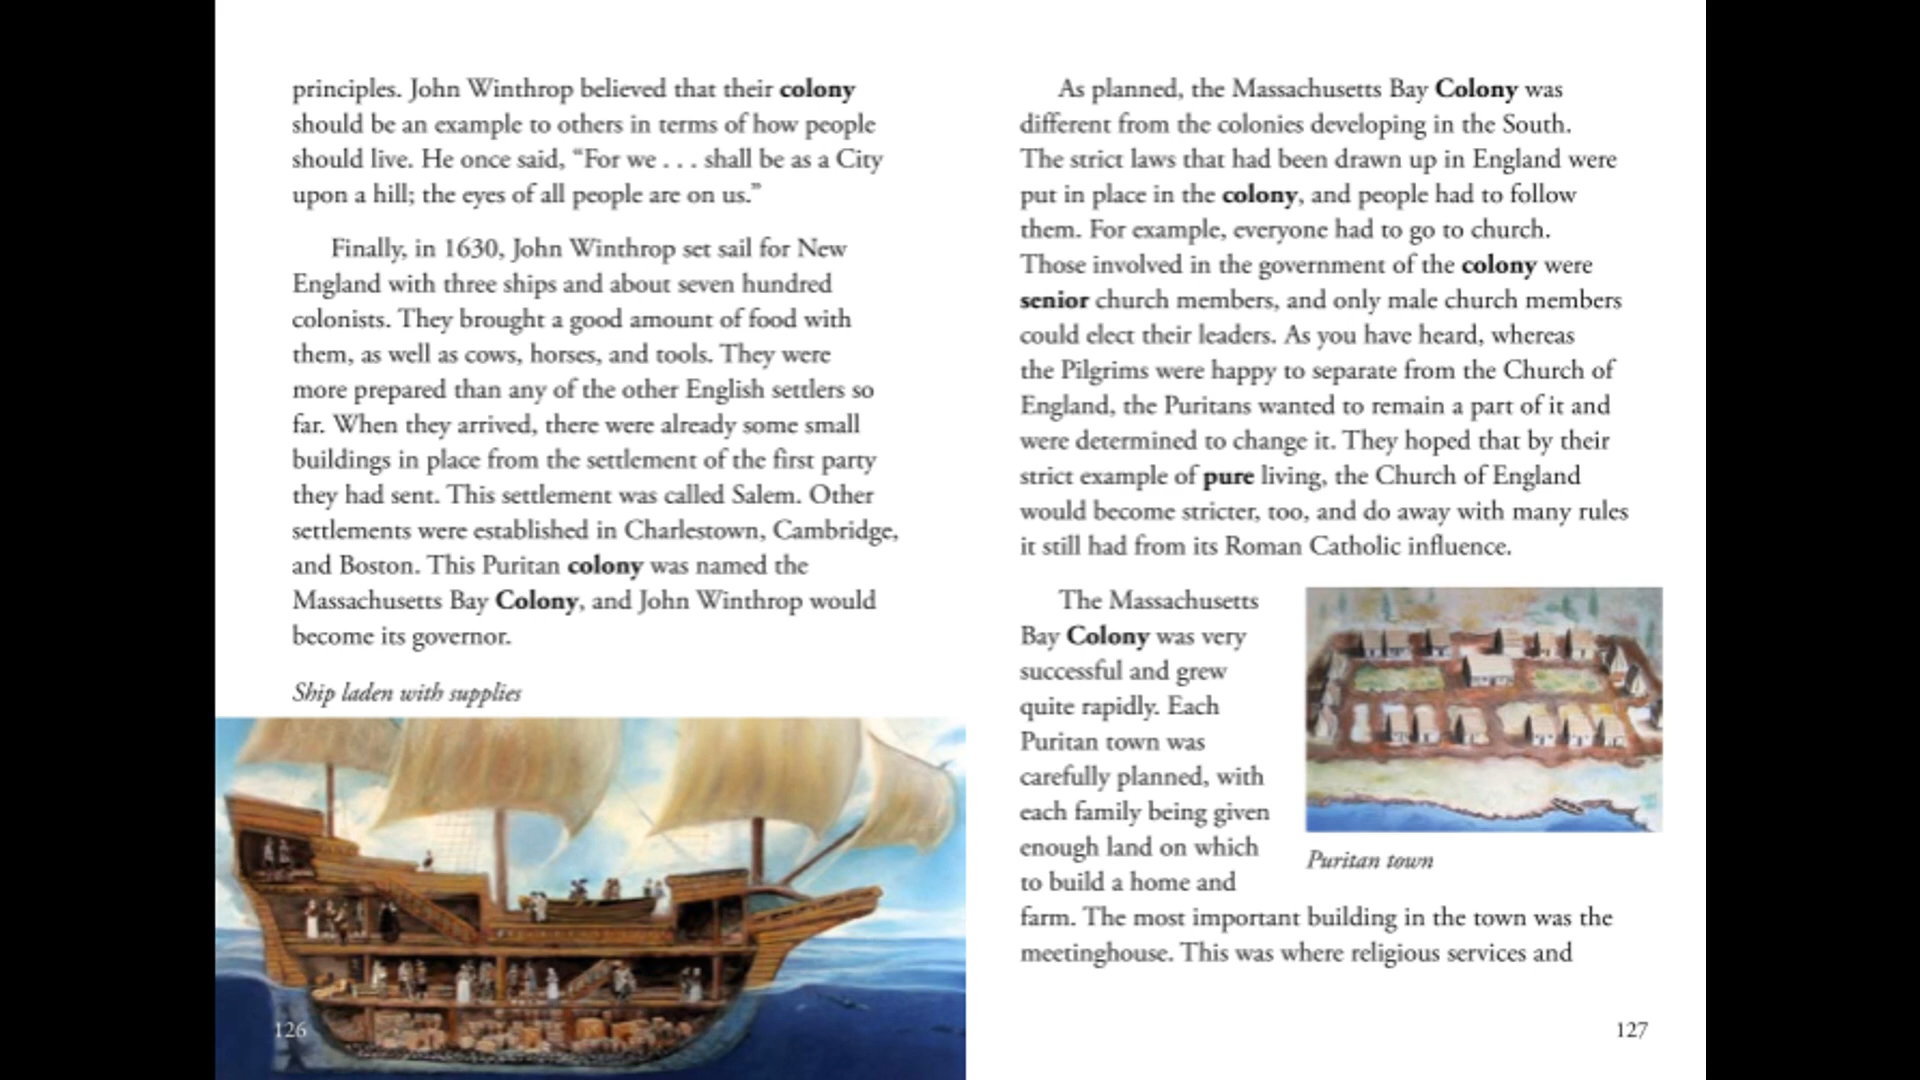 principles. John Winthrop believed that their colony
should be an example to others in terms of how people
should live. He once said, “For we . . . shall be as a City
upon a hill; the eyes of all people are on us.”
Finally, in 1630, John Winthrop set sail for New
England with three ships and about seven hundred
colonists. They brought a good amount of food with
them, as well as cows, horses, and tools. They were
more prepared than any of the other English settlers so
far. When they arrived, there were already some small
buildings in place from the settlement of the first party
they had sent. This settlement was called Salem. Other
settlements were established in Charlestown, Cambridge,
and Boston. This Puritan colony was named the
Massachusetts Bay Colony, and John Winthrop would
become its governor.
Ship laden with supplies
126
As planned, the Massachusetts Bay Colony was
different from the colonies developing in the South.
The strict laws that had been drawn up in England were
put in place in the colony, and people had to follow
them. For example, everyone had to go to church.
Those involved in the government of the colony were
senior church members, and only male church members
could elect their leaders. As you have heard, whereas
the Pilgrims were happy to separate from the Church of
England, the Puritans wanted to remain a part of it and
were determined to change it. They hoped that by their
strict example of pure living, the Church of England
would become stricter, too, and do away with many rules
it still had from its Roman Catholic influence.
The Massachusetts
Bay Colony was very
successful and grew
quite rapidly. Each
Puritan town was
carefully planned, with
each family being given
enough land on which
to build a home and
farm. The most important building in the town was the
meetinghouse. This was where religious services and
Puritan town
127